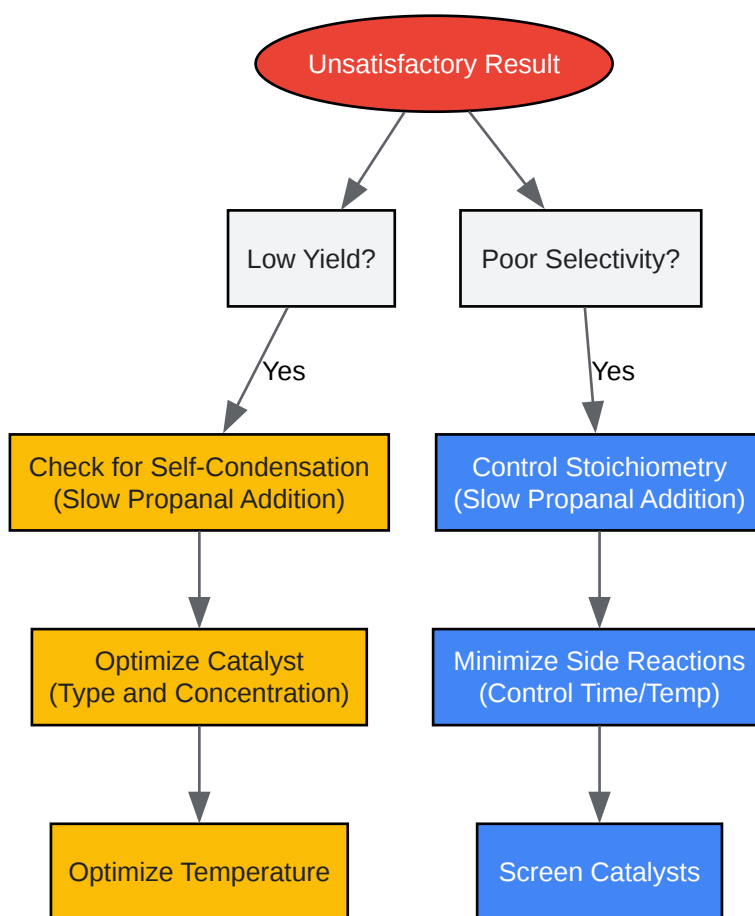 Unsatisfactory Result
Low Yield?
Poor Selectivity?
Yes
Yes
Check for Self-Condensation
(Slow Propanal Addition)
Control Stoichiometry
(Slow Propanal Addition)
Optimize Catalyst
(Type and Concentration)
Minimize Side Reactions
(Control Time/Temp)
Optimize Temperature
Screen Catalysts